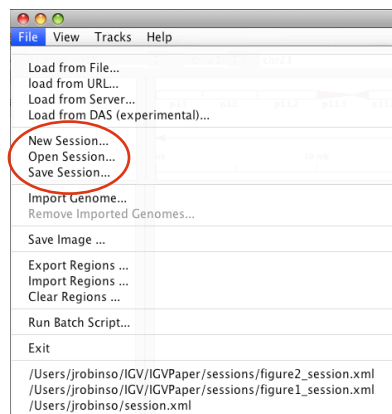 File View Tracks Help
Load from File...
load from URL...
Load from Server...
Load from DAS (experimental)...
New Session...
Open Session...
Save Session...
Import Genome...
Remove Imported Genomes...
Save Image ...
Export Regions ...
Import Regions ...
Clear Regions ...
Run Batch Script...
Exit
/Users/jrobinso/IGV/IGVPaper/sessions/figure2_session.xml
/Users/jrobinso/IGV/IGVPaper/sessions/figure1_session.xml
/Users/jrobinso/session.xml